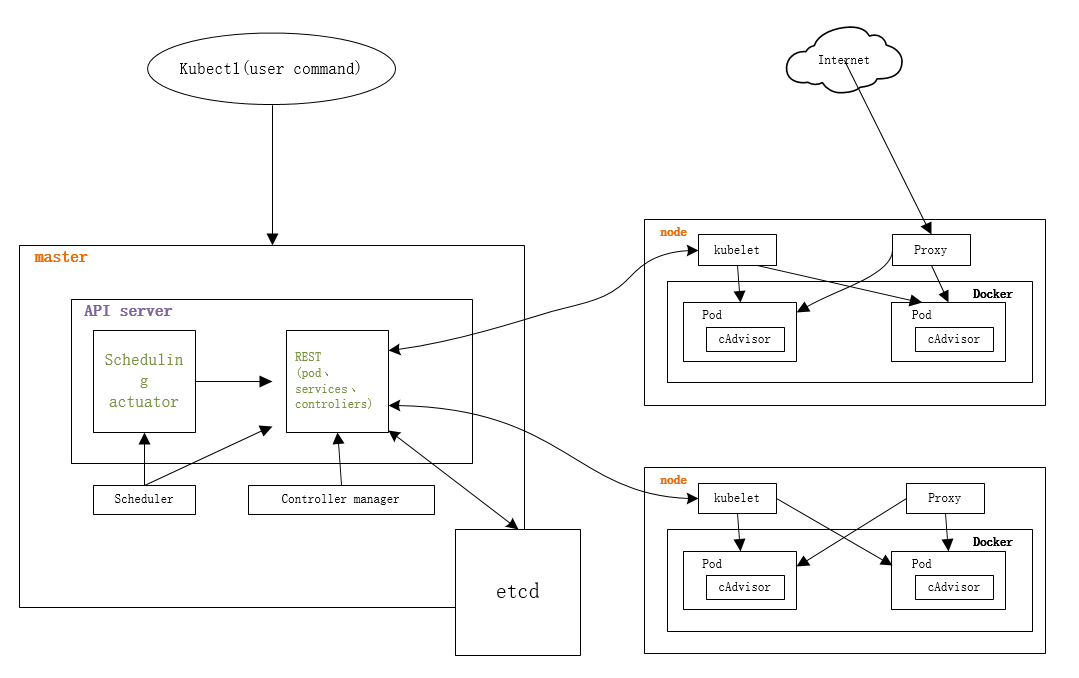 Kubectl(user command)
Internet
master
API server
Schedulin
g
actuator
REST
(pod、
services、
controliers)
Scheduler
Controller manager
etcd
node
kubelet
Proxy
Docker
Pod
cAdvisor
Pod
cAdvisor
node
kubelet
Proxy
Docker
Pod
cAdvisor
Pod
cAdvisor